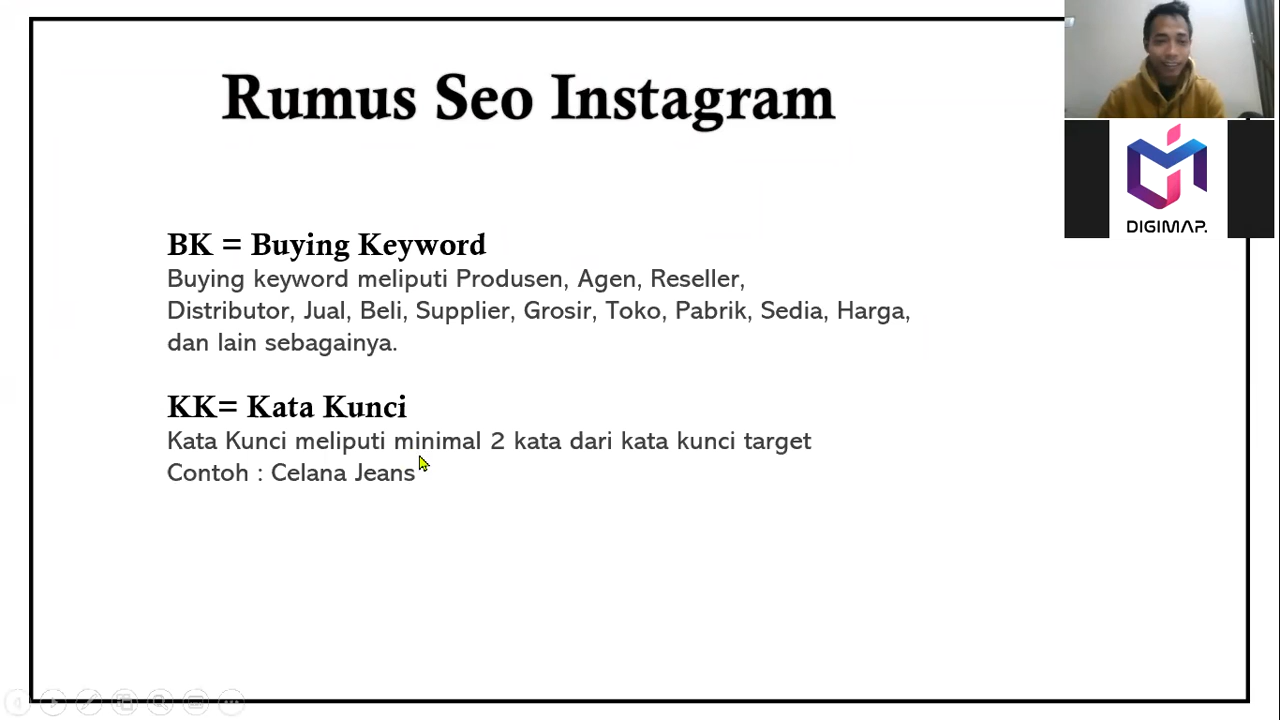 Rumus Seo Instagram
BK = Buying Keyword
Buying keyword meliputi Produsen, Agen, Reseller,
Distributor, Jual, Beli, Supplier, Grosir, Toko, Pabrik, Sedia, Harga,
dan lain sebagainya.
KK= Kata Kunci
Kata Kunci meliputi minimal 2 kata dari kata kunci target
Contoh : Celana Jeans
DIGIMAP.